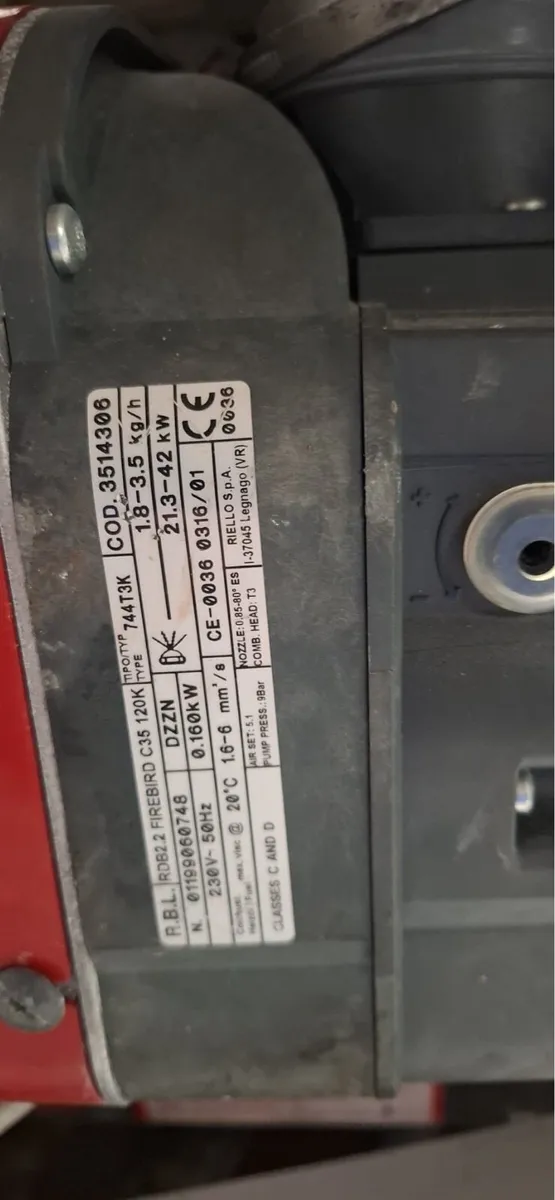 R.B.L. RDB2.2 FIREBIRD C35 120K TIPO/TYP TYPE 744T3K COD. 3514306
N. 01199060748 DZZN 1.8-3.5 kg/h
230V~ 50Hz 0.160kW 21.3-42 kW
max. visc @ 20°C 1.6-6 mm²/s CE-0036 0316/01 CE 0036
CLASSES C AND D
AIR SET: 5.1
PUMP PRESS.: 9Bar
NOZZLE: 0.85-80° ES
COMB. HEAD: T3
RIELLO S.p.A.
I-37045 Legnago (VR)
- +